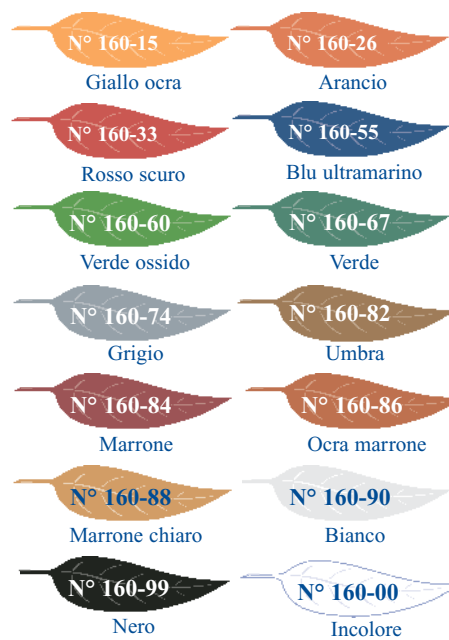 N° 160-15
N° 160-26
Giallo ocra
Arancio
N° 160-33
N° 160-55
Rosso scuro
Blu ultramarino
N° 160-60
N° 160-67
Verde ossido
Verde
N° 160-74
N° 160-82
Grigio
Umbra
N° 160-84
N° 160-86
Marrone
Ocra marrone
N° 160-88
N° 160-90
Marrone chiaro
Bianco
N° 160-99
N° 160-00
Nero
Incolore